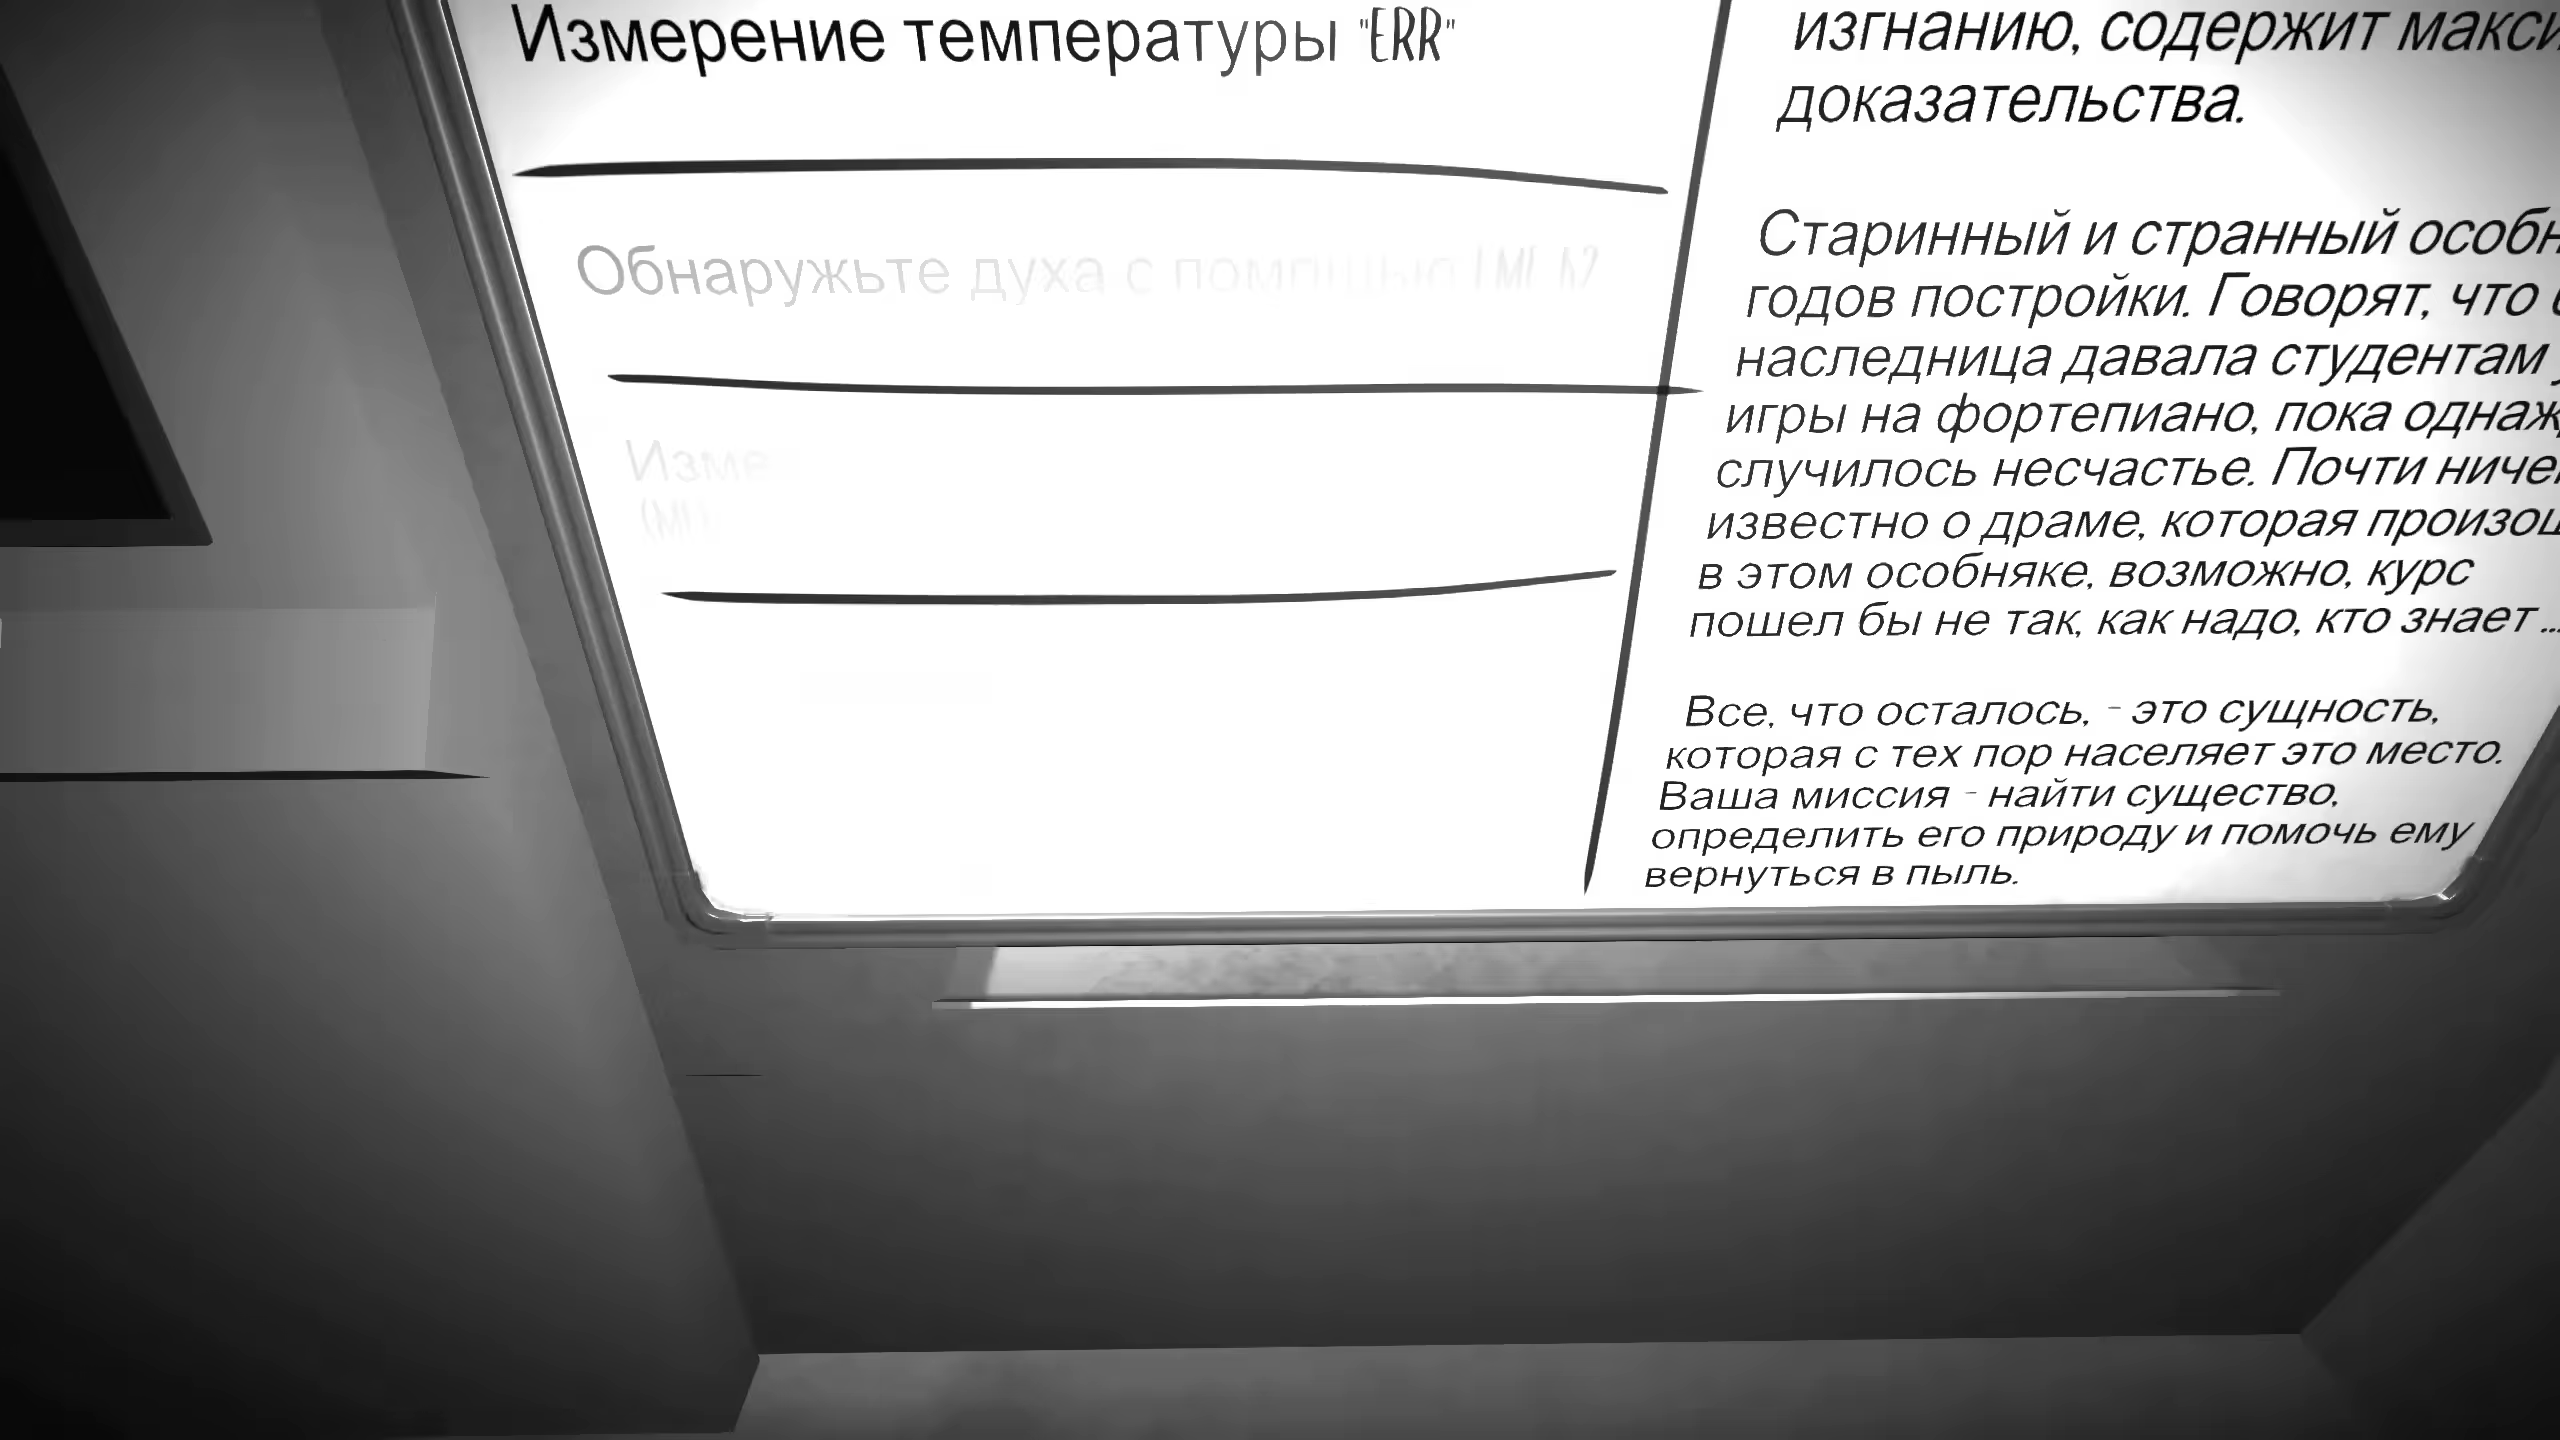 Измерение температуры "ERR"
Обнаружьте духа с помощью
изгнанию, содержит
доказательства.
Старинный и странный
годов постройки. Говорят, что
наследница давала студентам
игры на фортепиано, пока
случилось несчастье. Почти
известно о драме, которая
в этом особняке, возможно, курс
пошел бы не так, как надо, кто знает ...
Все, что осталось, - это сущность,
которая с тех пор населяет это место.
Ваша миссия - найти существо,
определить его природу и помочь ему
вернуться в пыль.